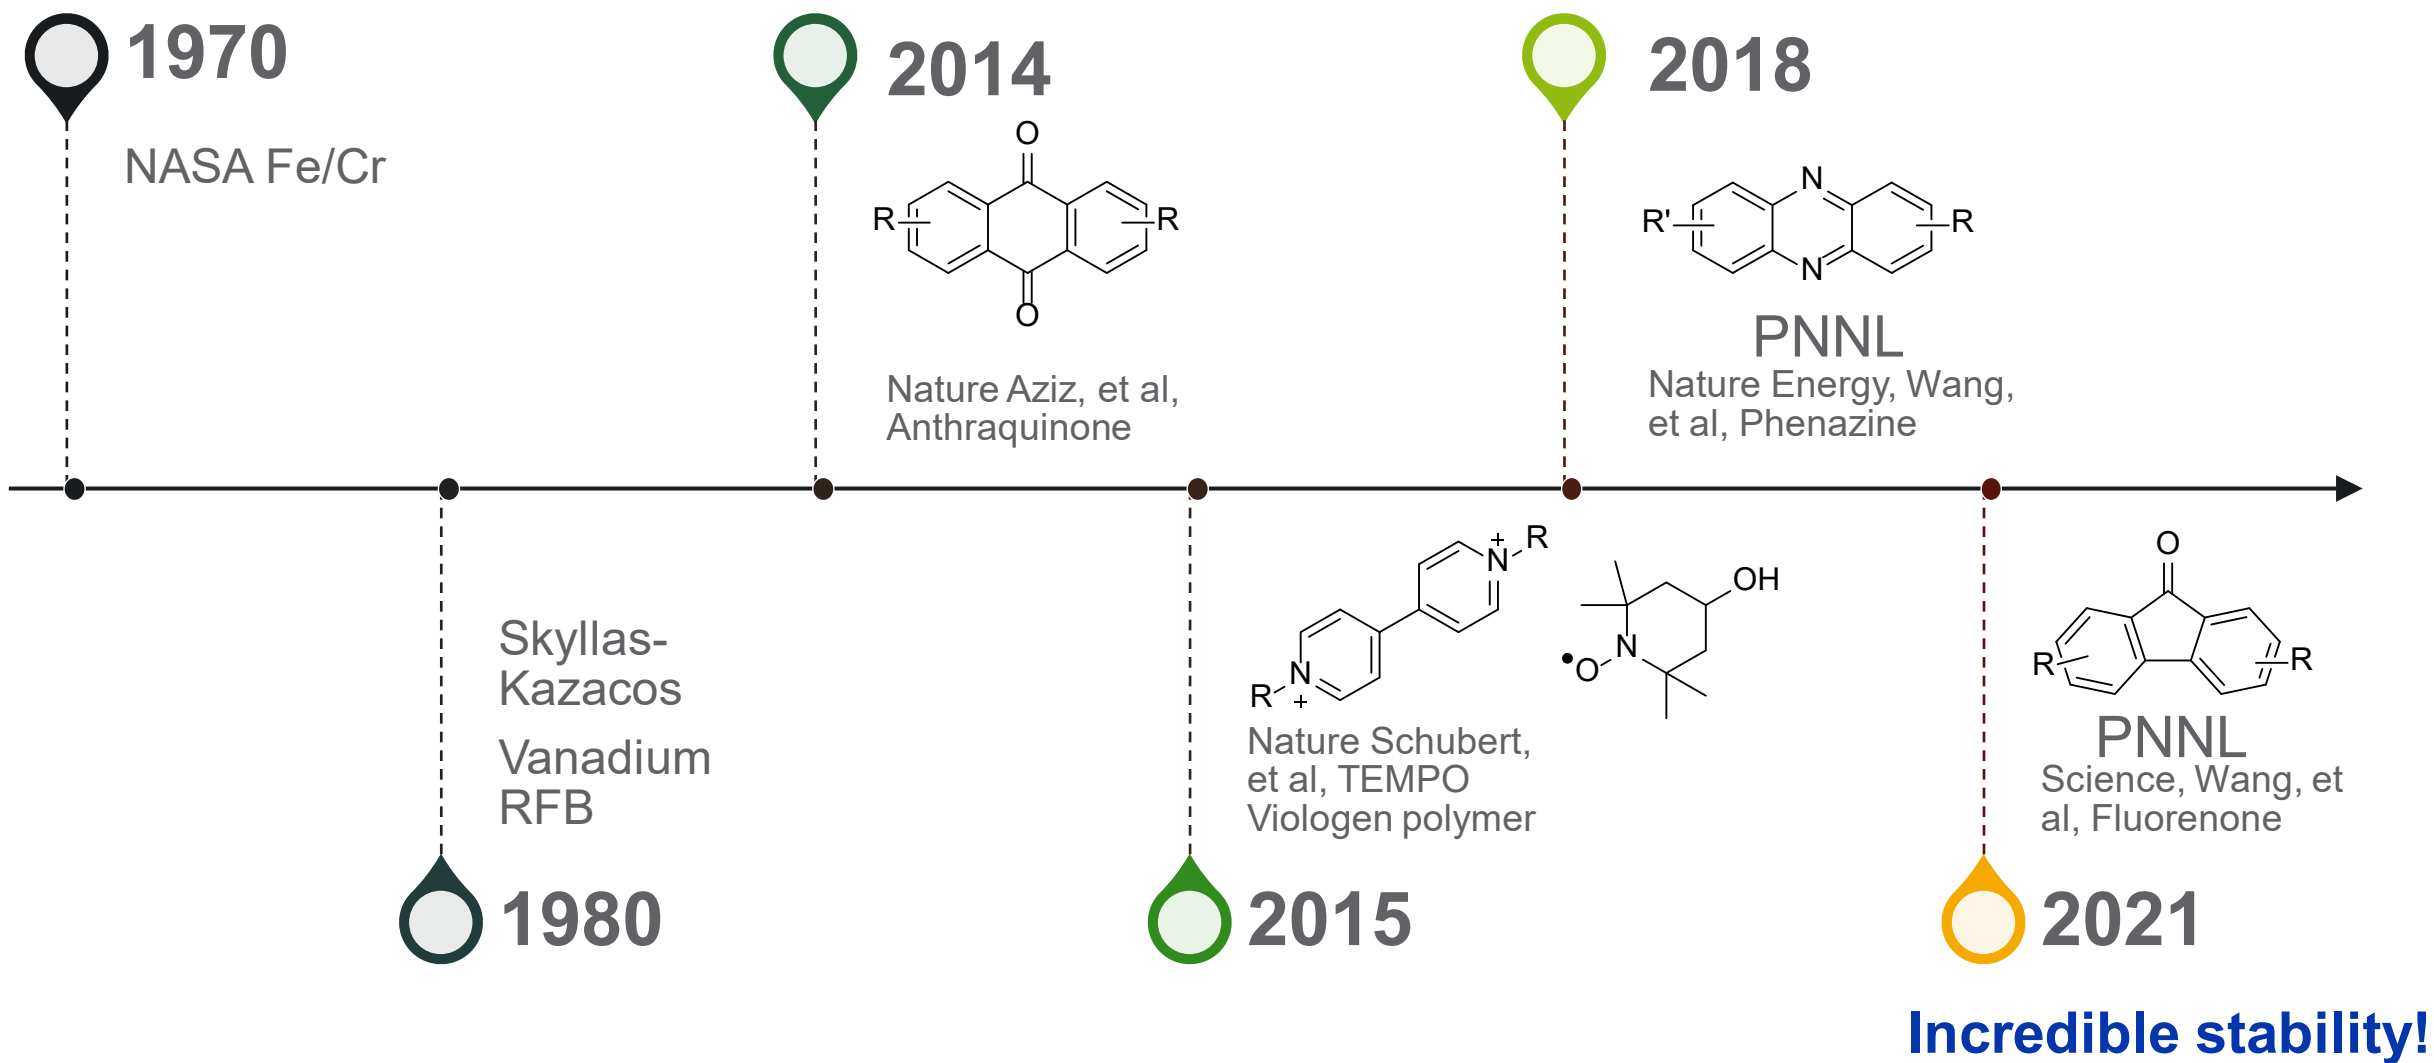 1970
NASA Fe/Cr
2014
O
R
R
O
Nature Aziz, et al,
Anthraquinone
2018
N
R'
R
N
PNNL
Nature Energy, Wang,
et al, Phenazine
Skyllas-
Kazacos
Vanadium
RFB
1980
+
N
R
N
R
+
OH
N
•O
Nature Schubert,
et al, TEMPO
Viologen polymer
2015
O
R
R
PNNL
Science, Wang, et
al, Fluorenone
2021
Incredible stability!